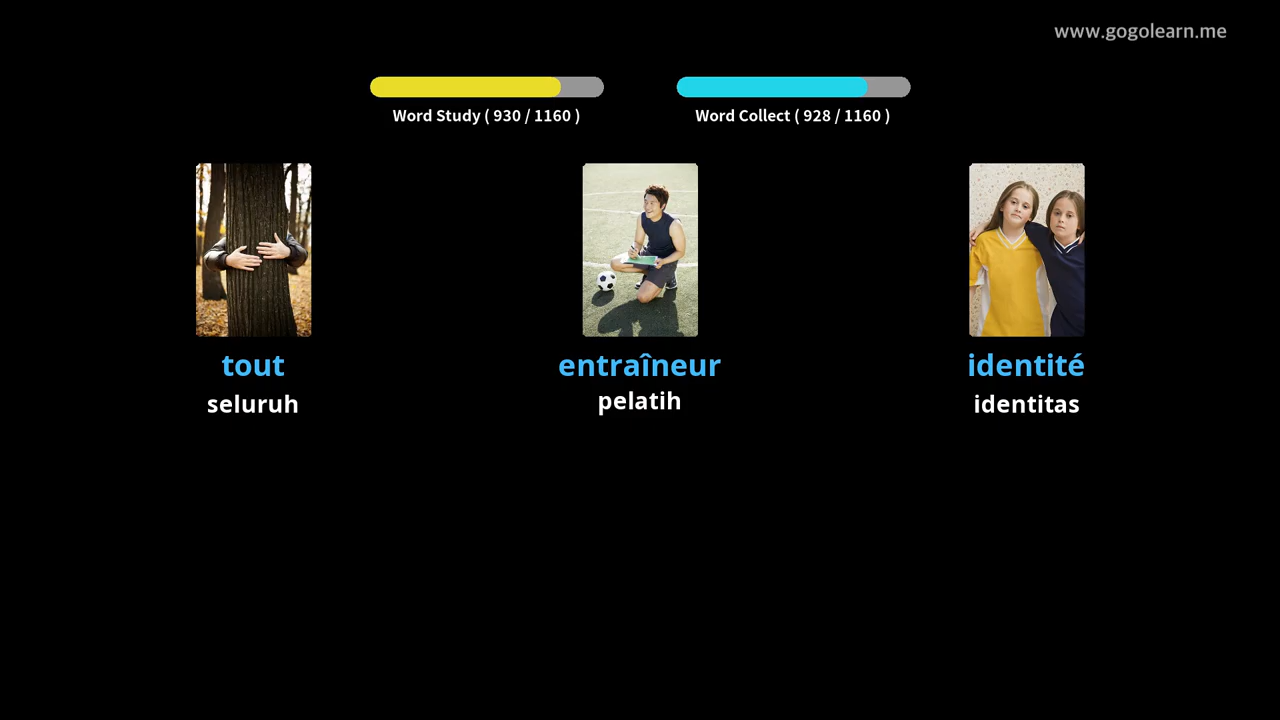 www.gogolearn.me
Word Study ( 930 / 1160 )
Word Collect ( 928 / 1160 )
tout
entraîneur
identité
seluruh
pelatih
identitas